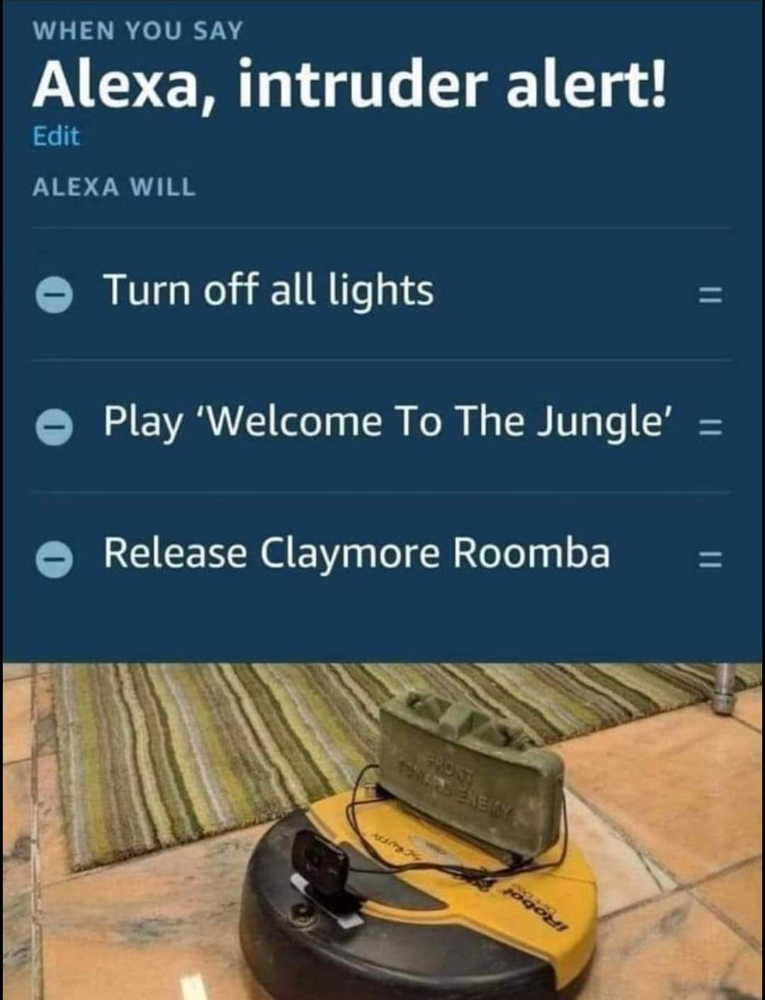 WHEN YOU SAY
Alexa, intruder alert!
Edit
ALEXA WILL
Turn off all lights
Play ‘Welcome To The Jungle’
Release Claymore Roomba
FRONT
TOWARD ENEMY
iRobot